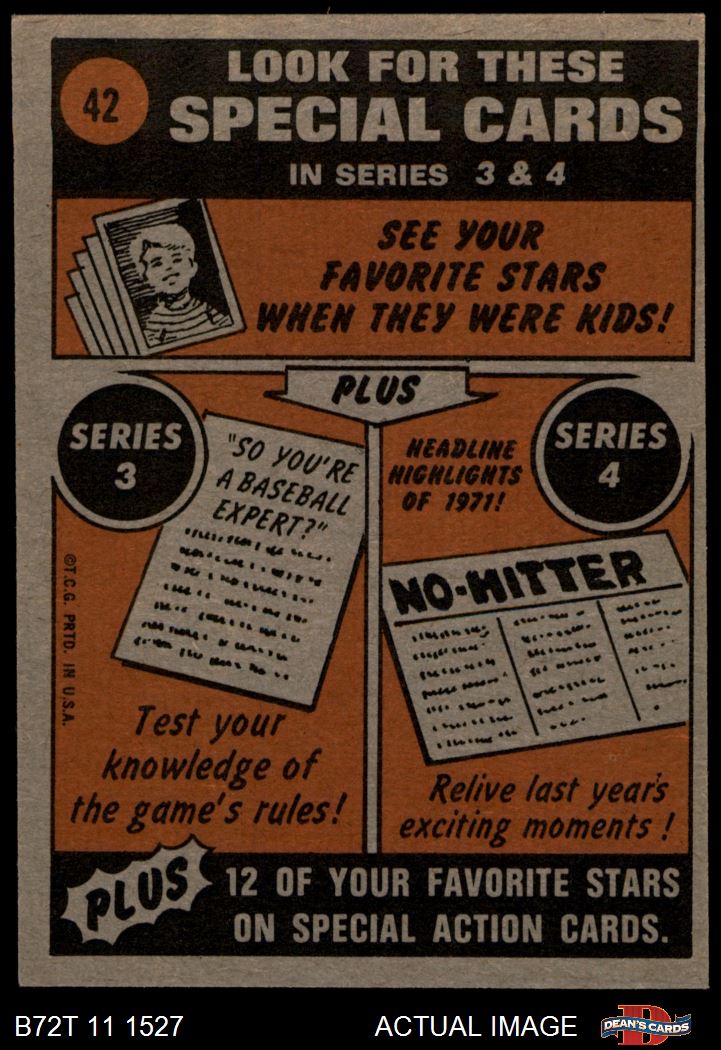 42
LOOK FOR THESE
SPECIAL CARDS
IN SERIES 3 & 4
SEE YOUR
FAVORITE STARS
WHEN THEY WERE KIDS!
PLUS
SERIES
3
"SO YOU'RE
A BASEBALL
EXPERT?"
Test your
knowledge of
the game's rules!
HEADLINE
HIGHLIGHTS
OF 1971!
SERIES
4
NO-HITTER
Relive last year's
exciting moments!
©T.C.G. PRTD. IN U.S.A.
PLUS
12 OF YOUR FAVORITE STARS
ON SPECIAL ACTION CARDS.
B72T 11 1527
ACTUAL IMAGE
D
DEAN'S CARDS